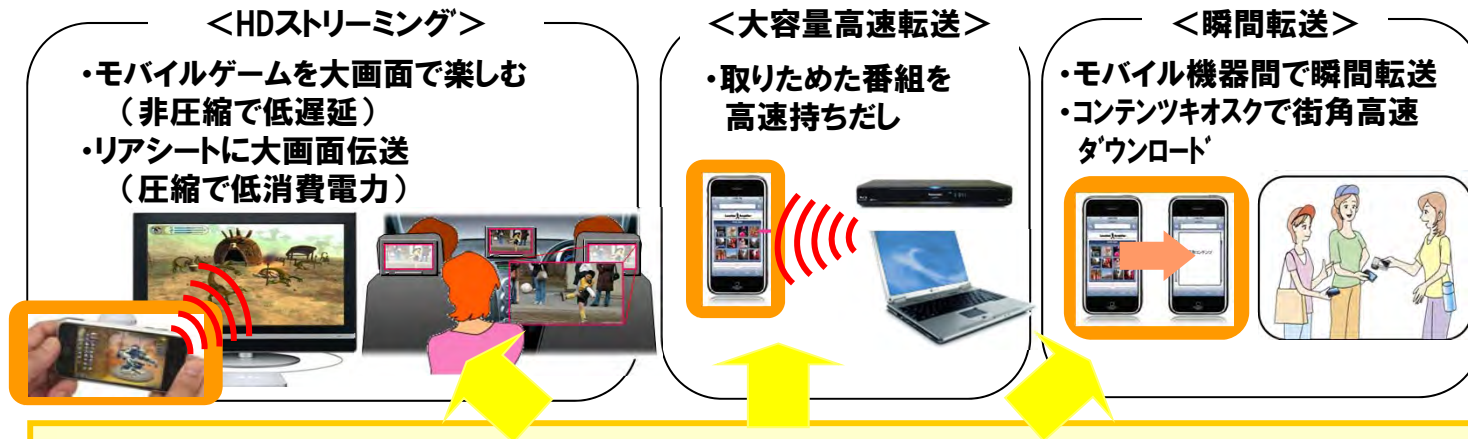 ＜HDストリーミング＞
・モバイルゲームを大画面で楽しむ
（非圧縮で低遅延）
・リアシートに大画面伝送
（圧縮で低消費電力）
＜大容量高速転送＞
・取りためた番組を
高速持ちだし
＜瞬間転送＞
・モバイル機器間で瞬間転送
・コンテンツキオスクで街角高速
ダウンロード